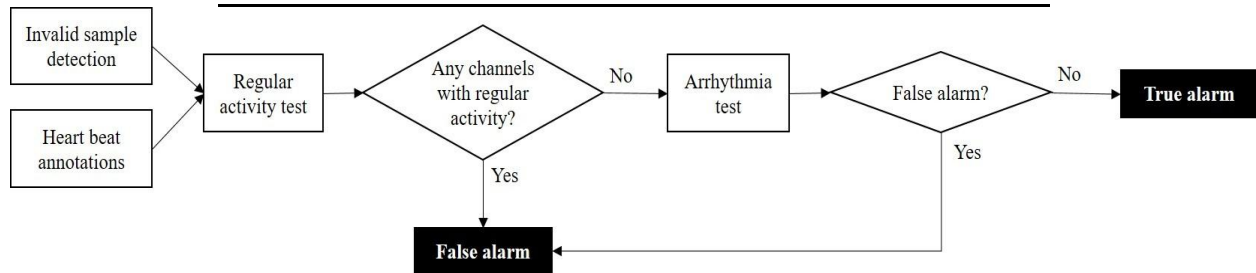 Invalid sample
detection
Heart beat
annotations
Regular
activity test
Any channels
with regular
activity?
No
Yes
Arrhythmia
test
False alarm?
No
Yes
True alarm
False alarm